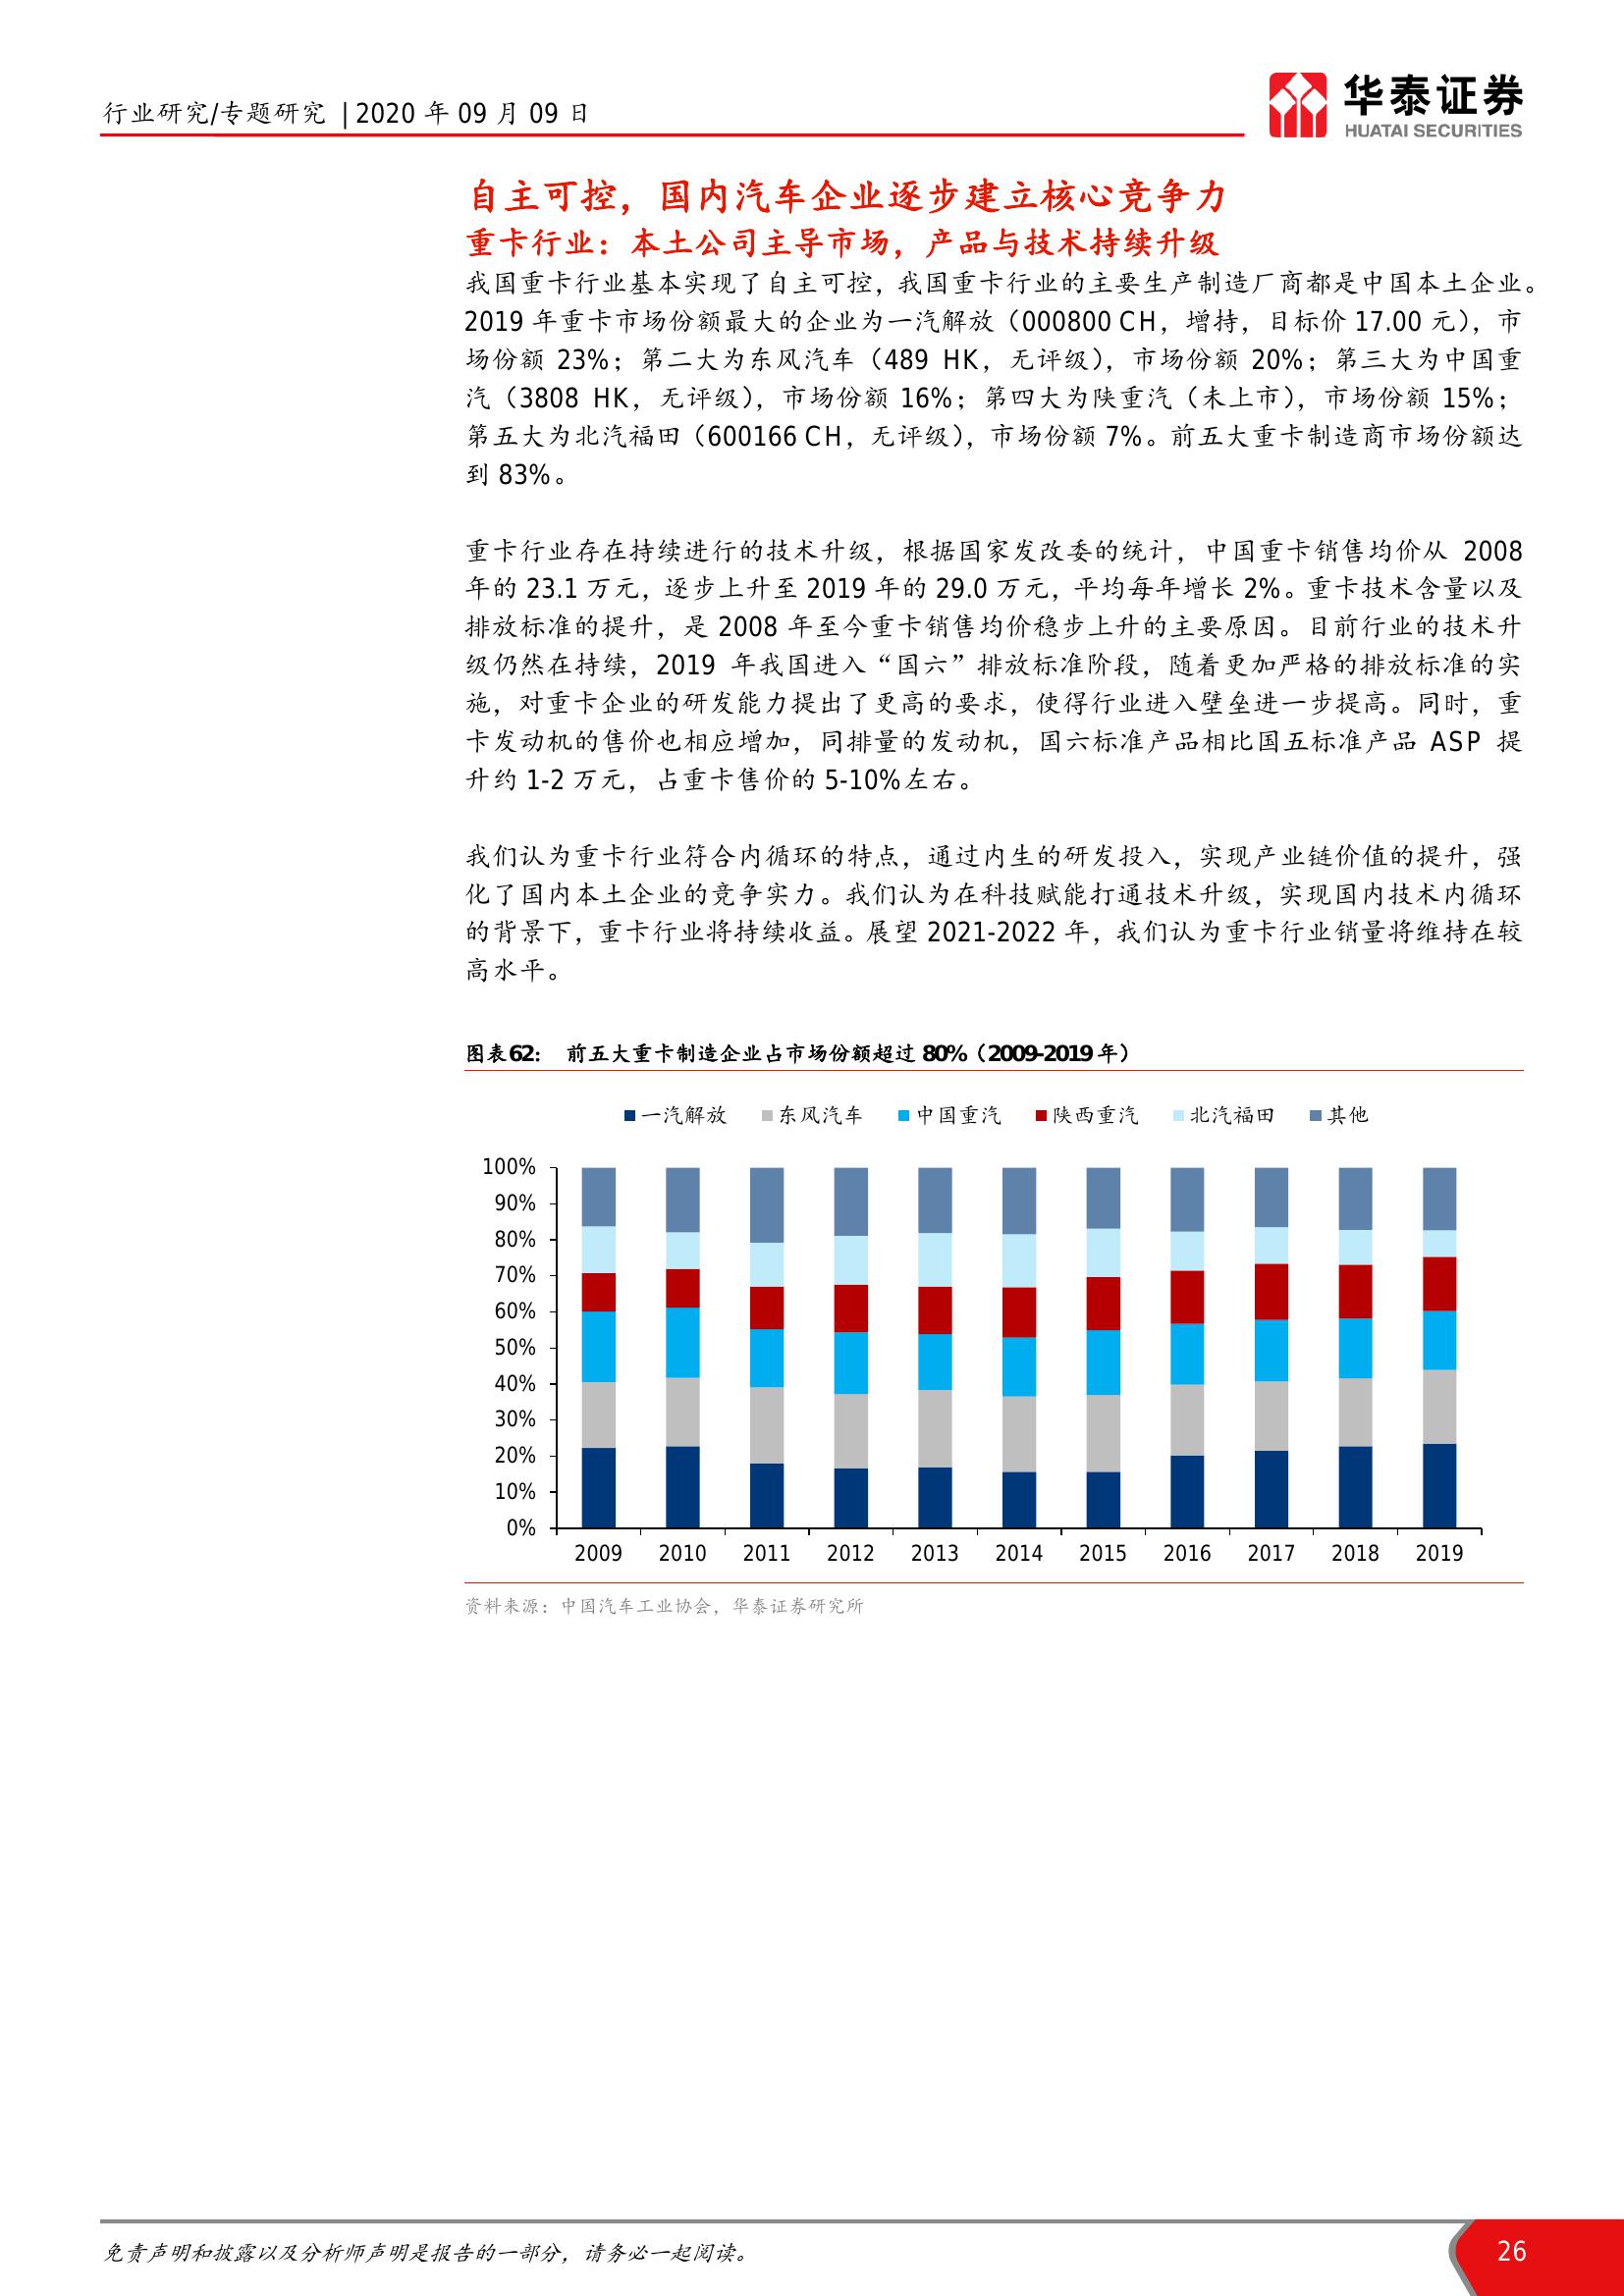 行业研究/专题研究 | 2020 年 09 月 09 日
华泰证券
HUATAI SECURITIES
自主可控，国内汽车企业逐步建立核心竞争力
重卡行业：本土公司主导市场，产品与技术持续升级
我国重卡行业基本实现了自主可控，我国重卡行业的主要生产制造厂商都是中国本土企业。
2019 年重卡市场份额最大的企业为一汽解放（000800 CH，增持，目标价 17.00 元），市
场份额 23%；第二大为东风汽车（489 HK，无评级），市场份额 20%；第三大为中国重
汽（3808 HK，无评级），市场份额 16%；第四大为陕重汽（未上市），市场份额 15%；
第五大为北汽福田（600166 CH，无评级），市场份额 7%。前五大重卡制造商市场份额达
到 83%。
重卡行业存在持续进行的技术升级，根据国家发改委的统计，中国重卡销售均价从 2008
年的 23.1 万元，逐步上升至 2019 年的 29.0 万元，平均每年增长 2%。重卡技术含量以及
排放标准的提升，是 2008 年至今重卡销售均价稳步上升的主要原因。目前行业的技术升
级仍然在持续，2019 年我国进入“国六”排放标准阶段，随着更加严格的排放标准的实
施，对重卡企业的研发能力提出了更高的要求，使得行业进入壁垒进一步提高。同时，重
卡发动机的售价也相应增加，同排量的发动机，国六标准产品相比国五标准产品 ASP 提
升约 1-2 万元，占重卡售价的 5-10%左右。
我们认为重卡行业符合内循环的特点，通过内生的研发投入，实现产业链价值的提升，强
化了国内本土企业的竞争实力。我们认为在科技赋能打通技术升级，实现国内技术内循环
的背景下，重卡行业将持续收益。展望 2021-2022 年，我们认为重卡行业销量将维持在较
高水平。
图表62： 前五大重卡制造企业占市场份额超过 80%（2009-2019 年）
一汽解放 东风汽车 中国重汽 陕西重汽 北汽福田 其他
100%
90%
80%
70%
60%
50%
40%
30%
20%
10%
0%
2009 2010 2011 2012 2013 2014 2015 2016 2017 2018 2019
资料来源：中国汽车工业协会，华泰证券研究所
免责声明和披露以及分析师声明是报告的一部分，请务必一起阅读。
26